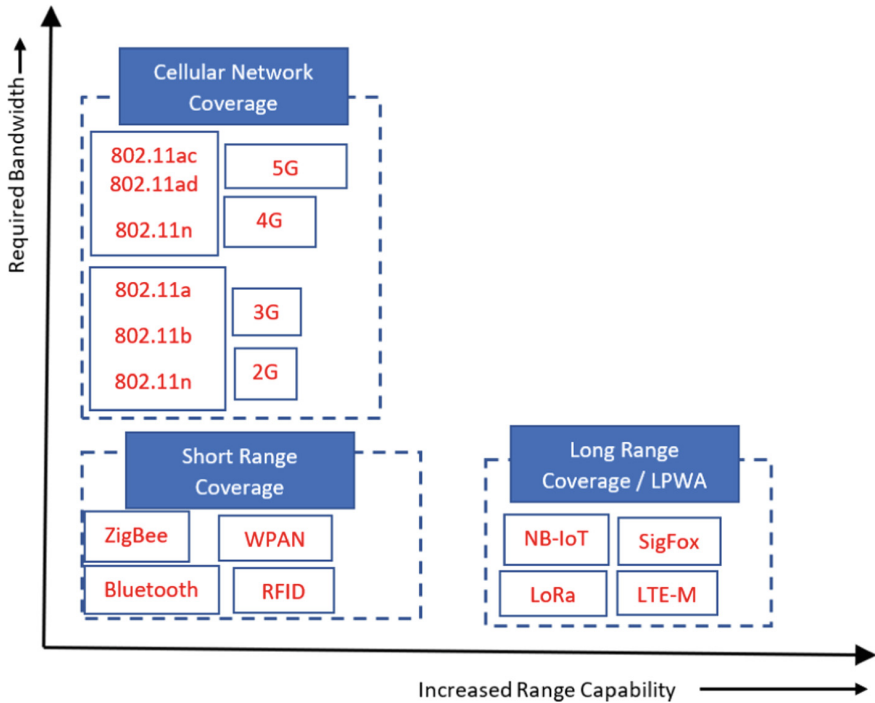 Required Bandwidth
Cellular Network
Coverage
802.11ac
802.11ad
802.11n
5G
4G
802.11a
802.11b
802.11n
3G
2G
Short Range
Coverage
ZigBee
WPAN
Bluetooth
RFID
Long Range
Coverage / LPWA
NB-IoT
SigFox
LoRa
LTE-M
Increased Range Capability